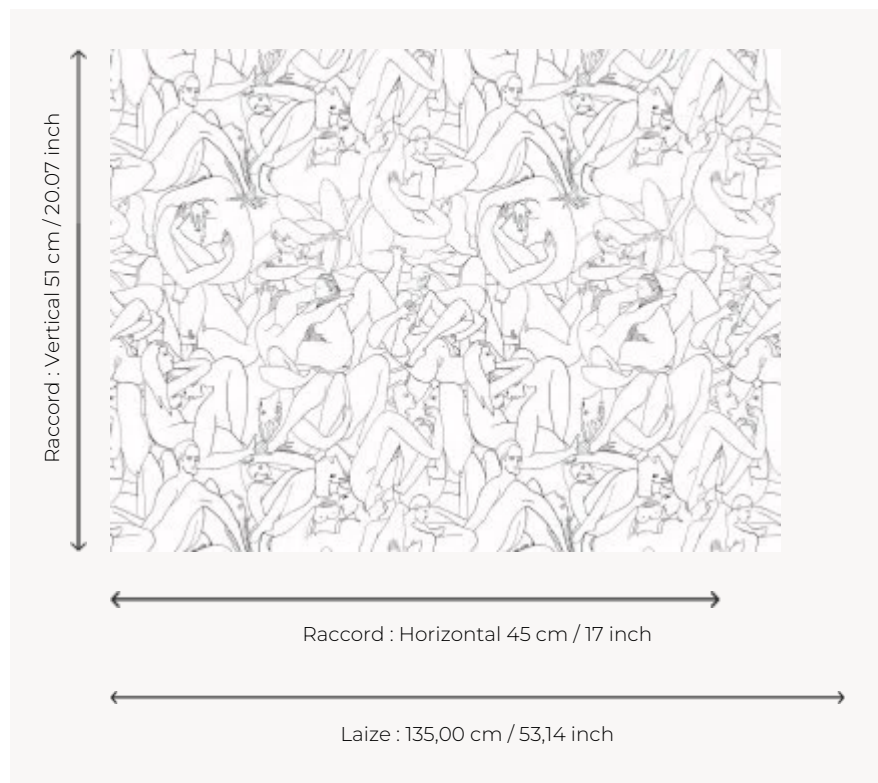 Raccord : Vertical 51 cm / 20.07 inch
Raccord : Horizontal 45 cm / 17 inch
Laize : 135,00 cm / 53,14 inch